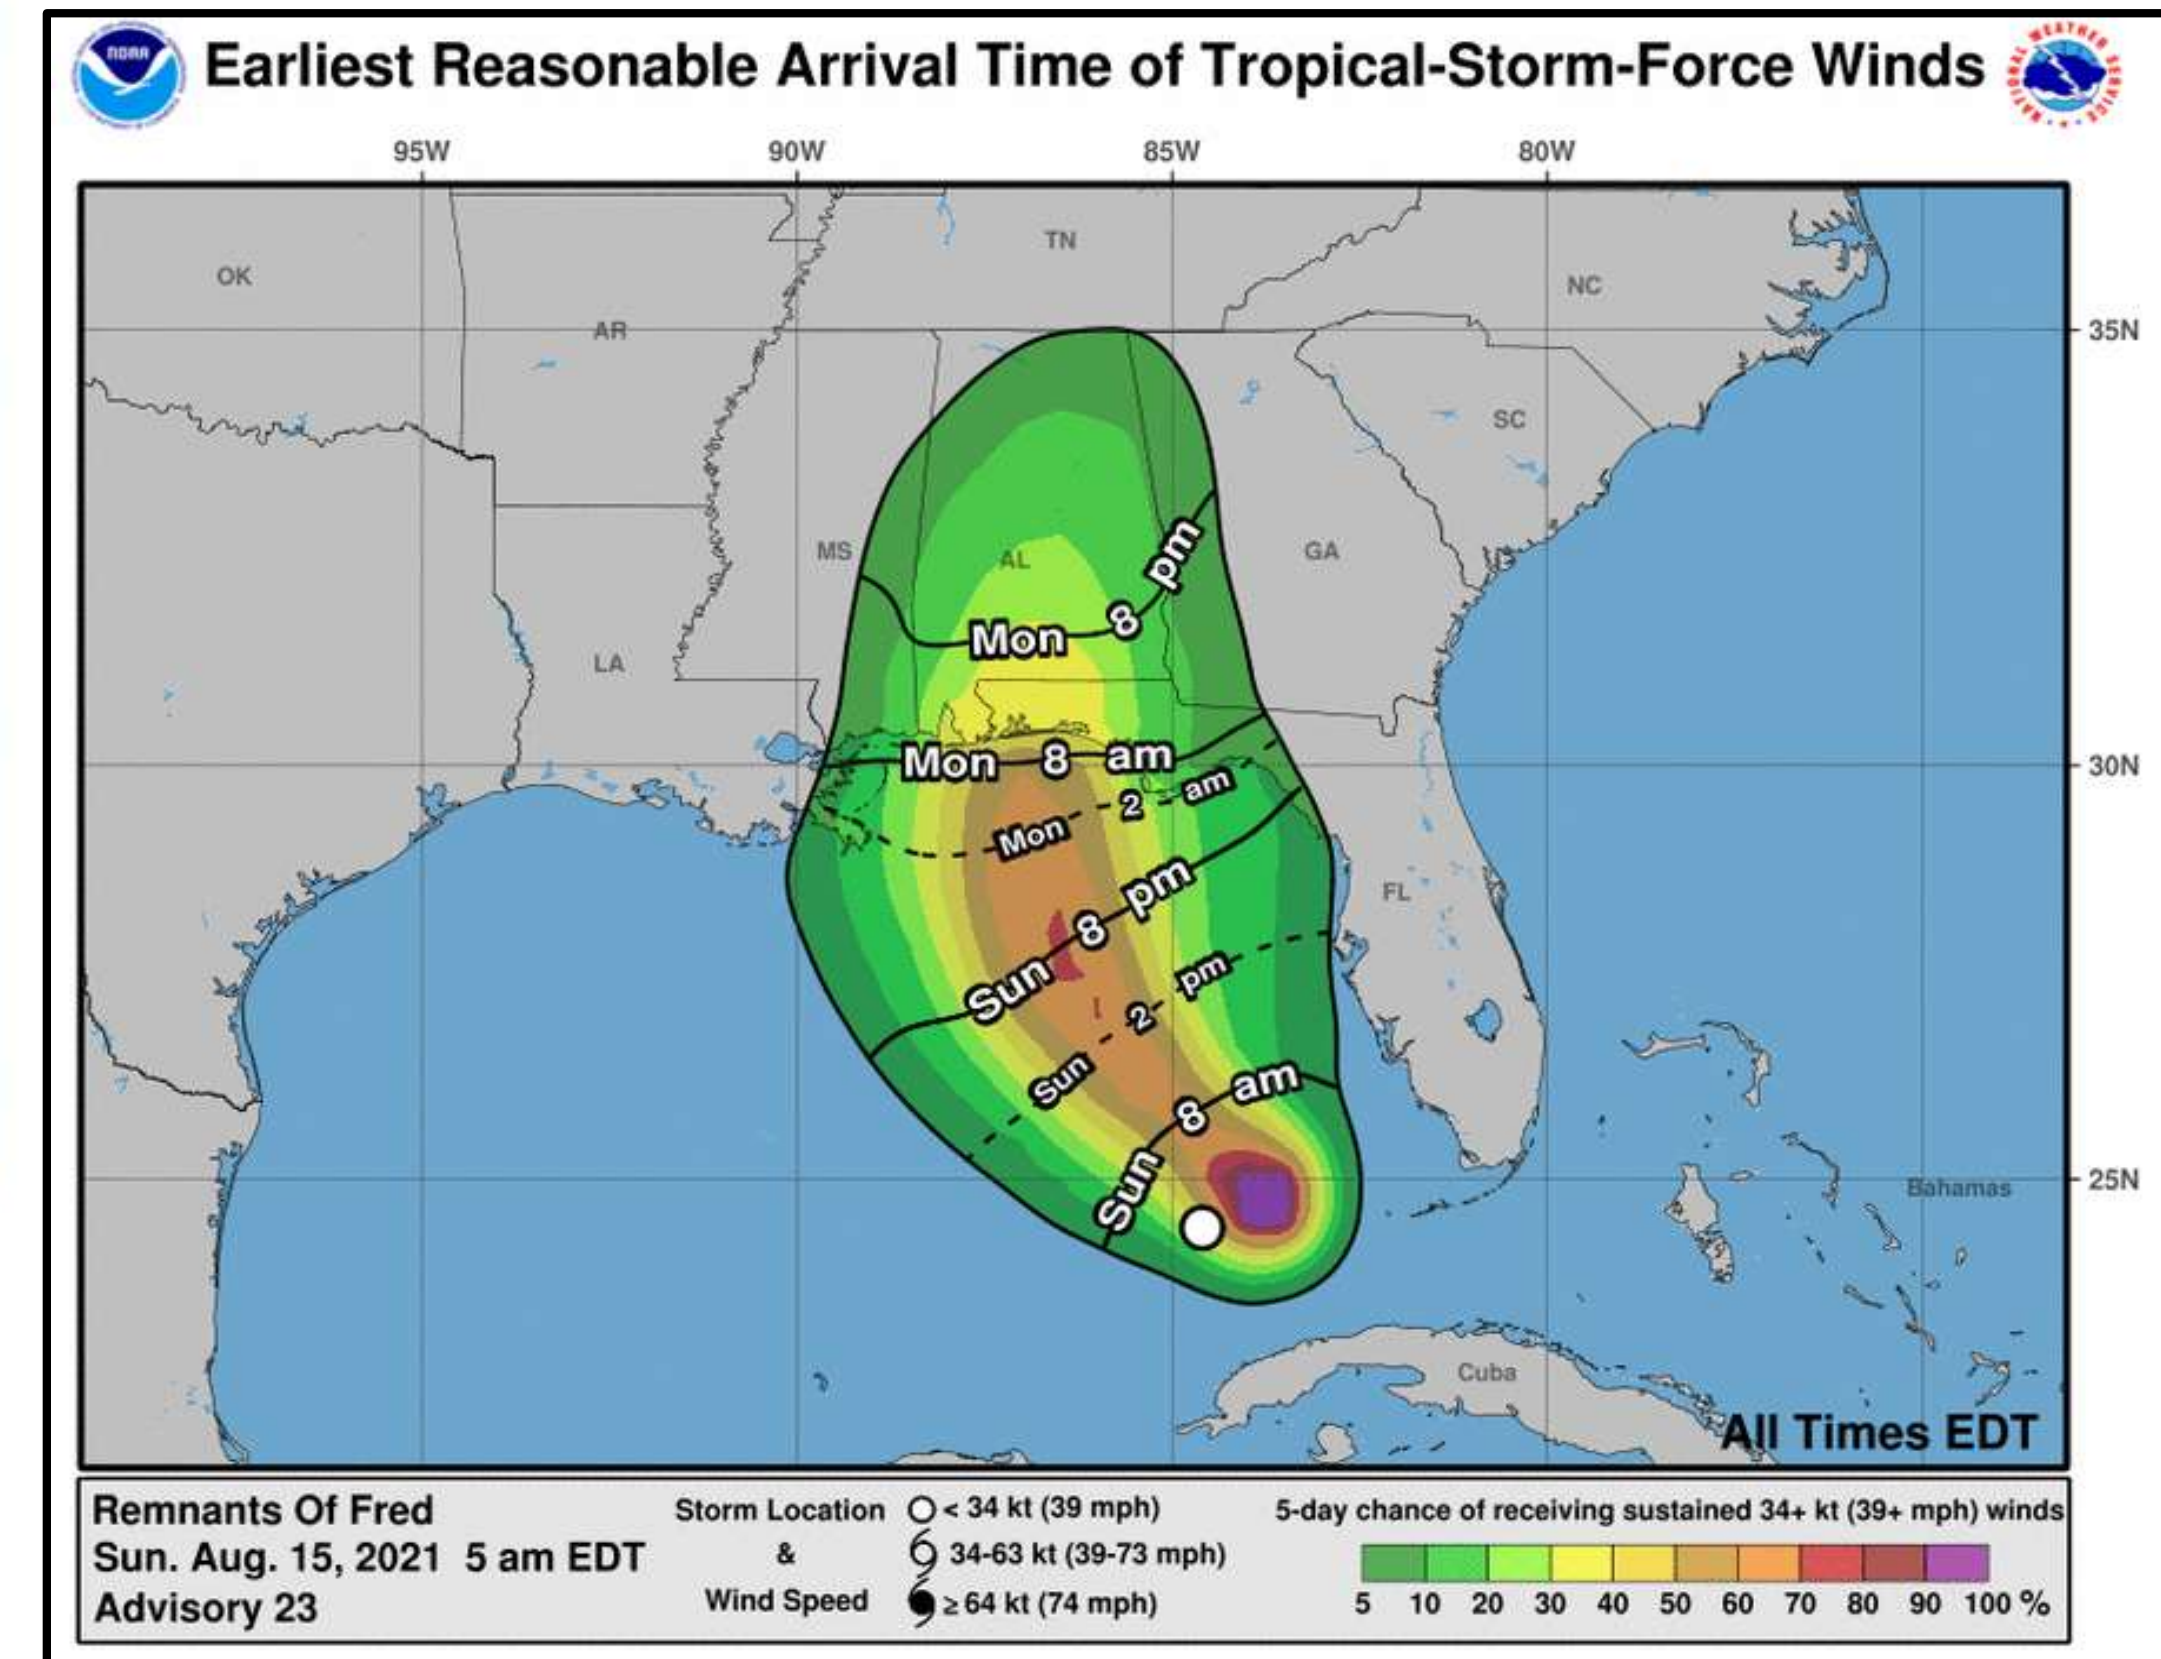 NOAA
Earliest Reasonable Arrival Time of Tropical-Storm-Force Winds
NATIONAL WEATHER SERVICE
95W 90W 85W 80W
TN
OK
NC
AR
35N
SC
MS
AL
GA
pm
8
Mon
LA
Mon 8 am
30N
Mon 2 am
FL
Sun 8 pm
Sun 2 pm
Sun 8 am
25N
Bahamas
Cuba
All Times EDT
Remnants Of Fred
Sun. Aug. 15, 2021 5 am EDT
Advisory 23
Storm Location
&
Wind Speed
< 34 kt (39 mph)
34-63 kt (39-73 mph)
≥ 64 kt (74 mph)
5-day chance of receiving sustained 34+ kt (39+ mph) winds
5 10 20 30 40 50 60 70 80 90 100 %